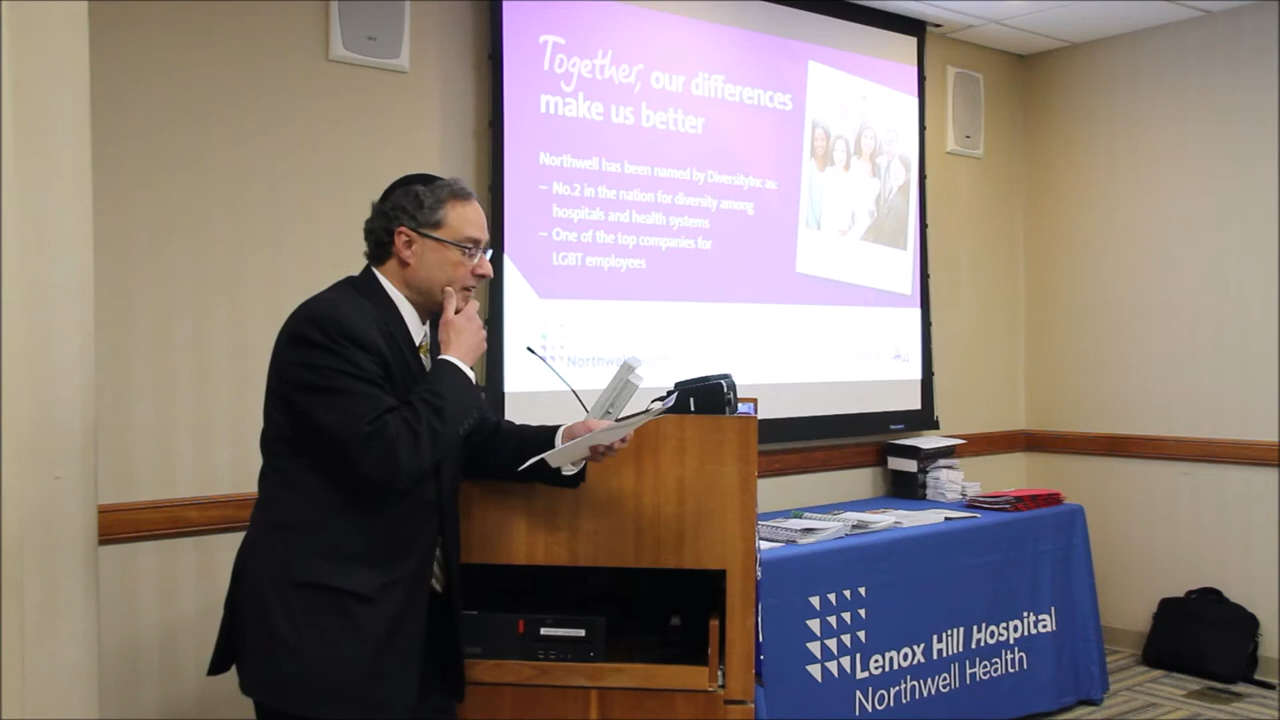 Together, our differences
make us better
Northwell has been named by DiversityInc as:
– No.2 in the nation for diversity among
hospitals and health systems
– One of the top companies for
LGBT employees
Northwell Health
Lenox Hill Hospital
Northwell Health